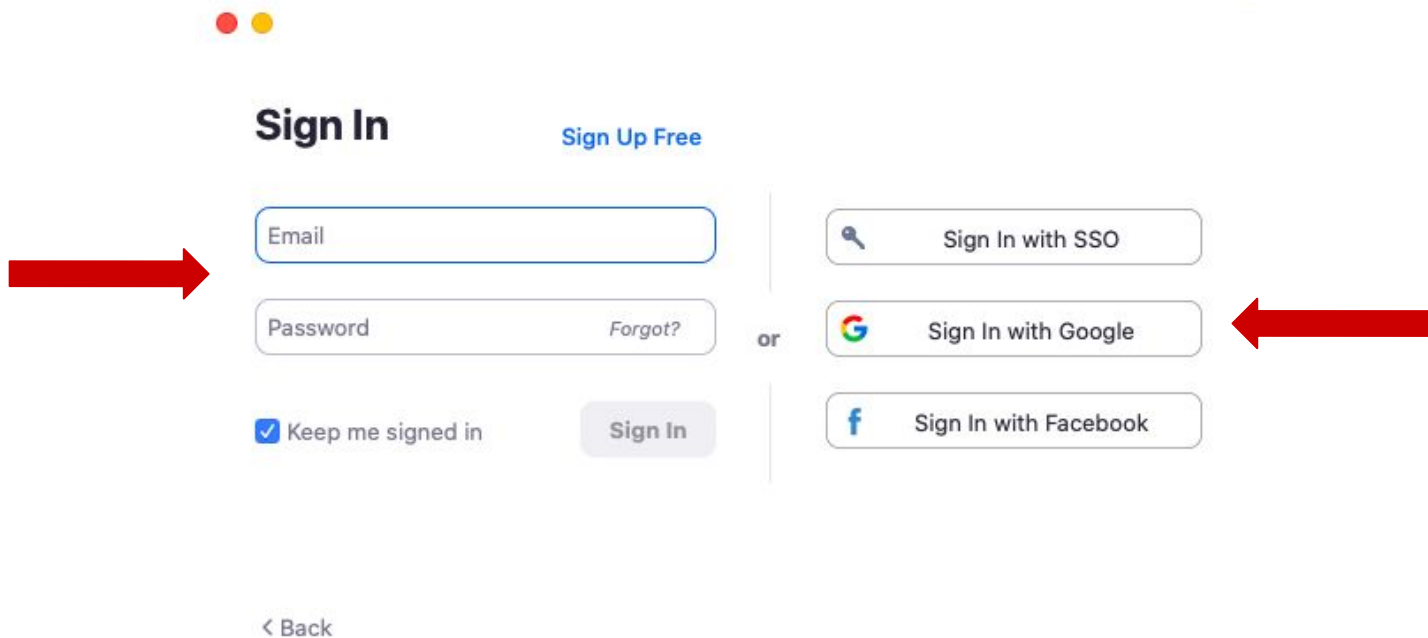 Sign In
Sign Up Free
Email
Password
Forgot?
Keep me signed in
Sign In
or
Sign In with SSO
Sign In with Google
Sign In with Facebook
< Back